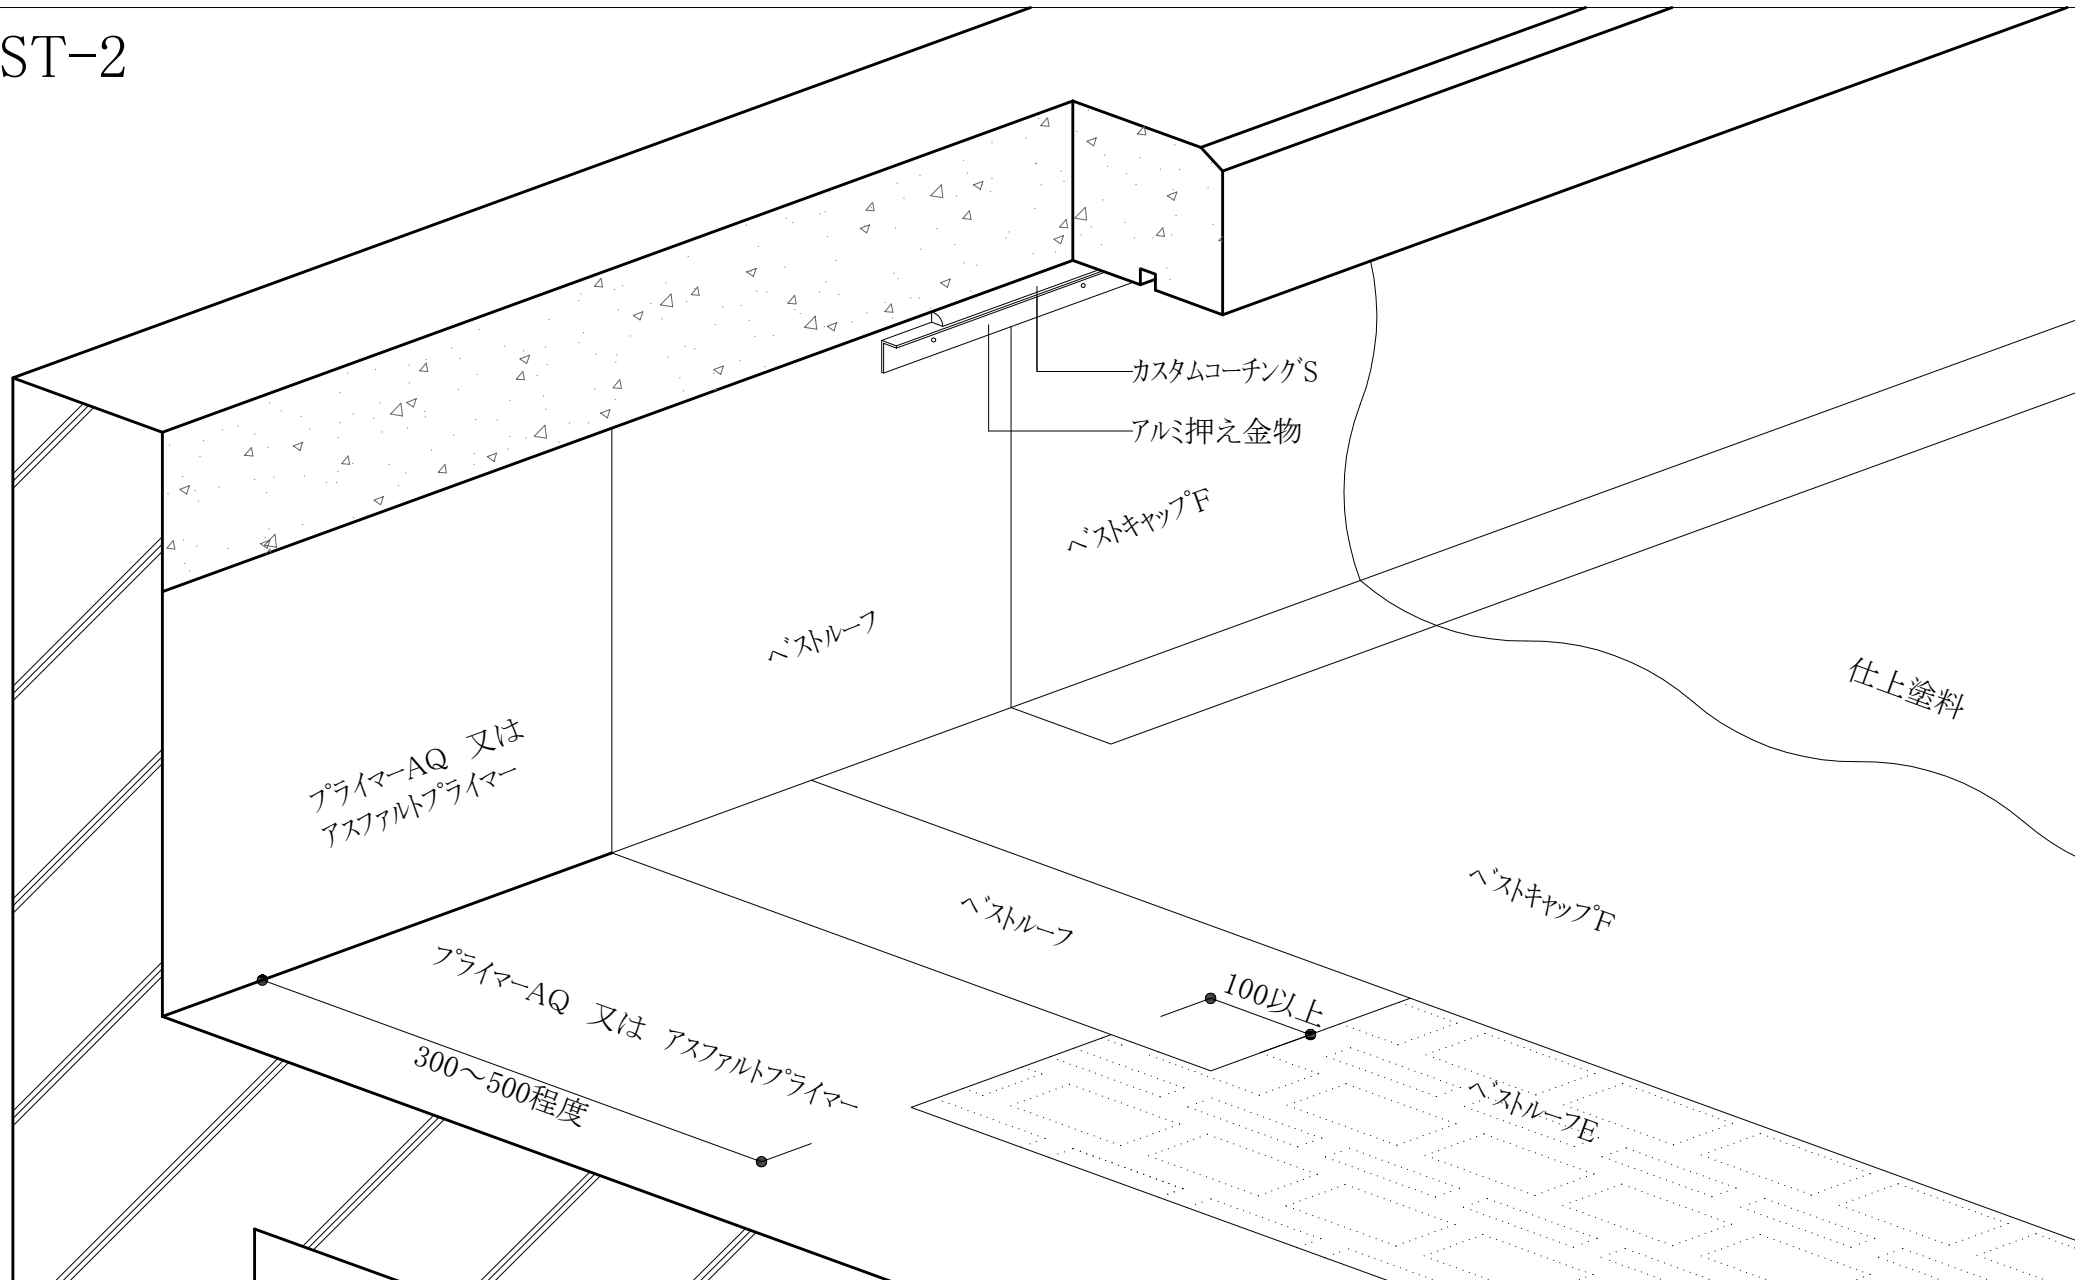 ST-2
カスタムコーチングS
アルミ押え金物
ベストキャップF
ベストルーフ
仕上塗料
プライマーAQ 又は
アスファルトプライマー
ベストキャップF
ベストルーフ
プライマーAQ 又は アスファルトプライマー
100以上
300〜500程度
ベストルーフE